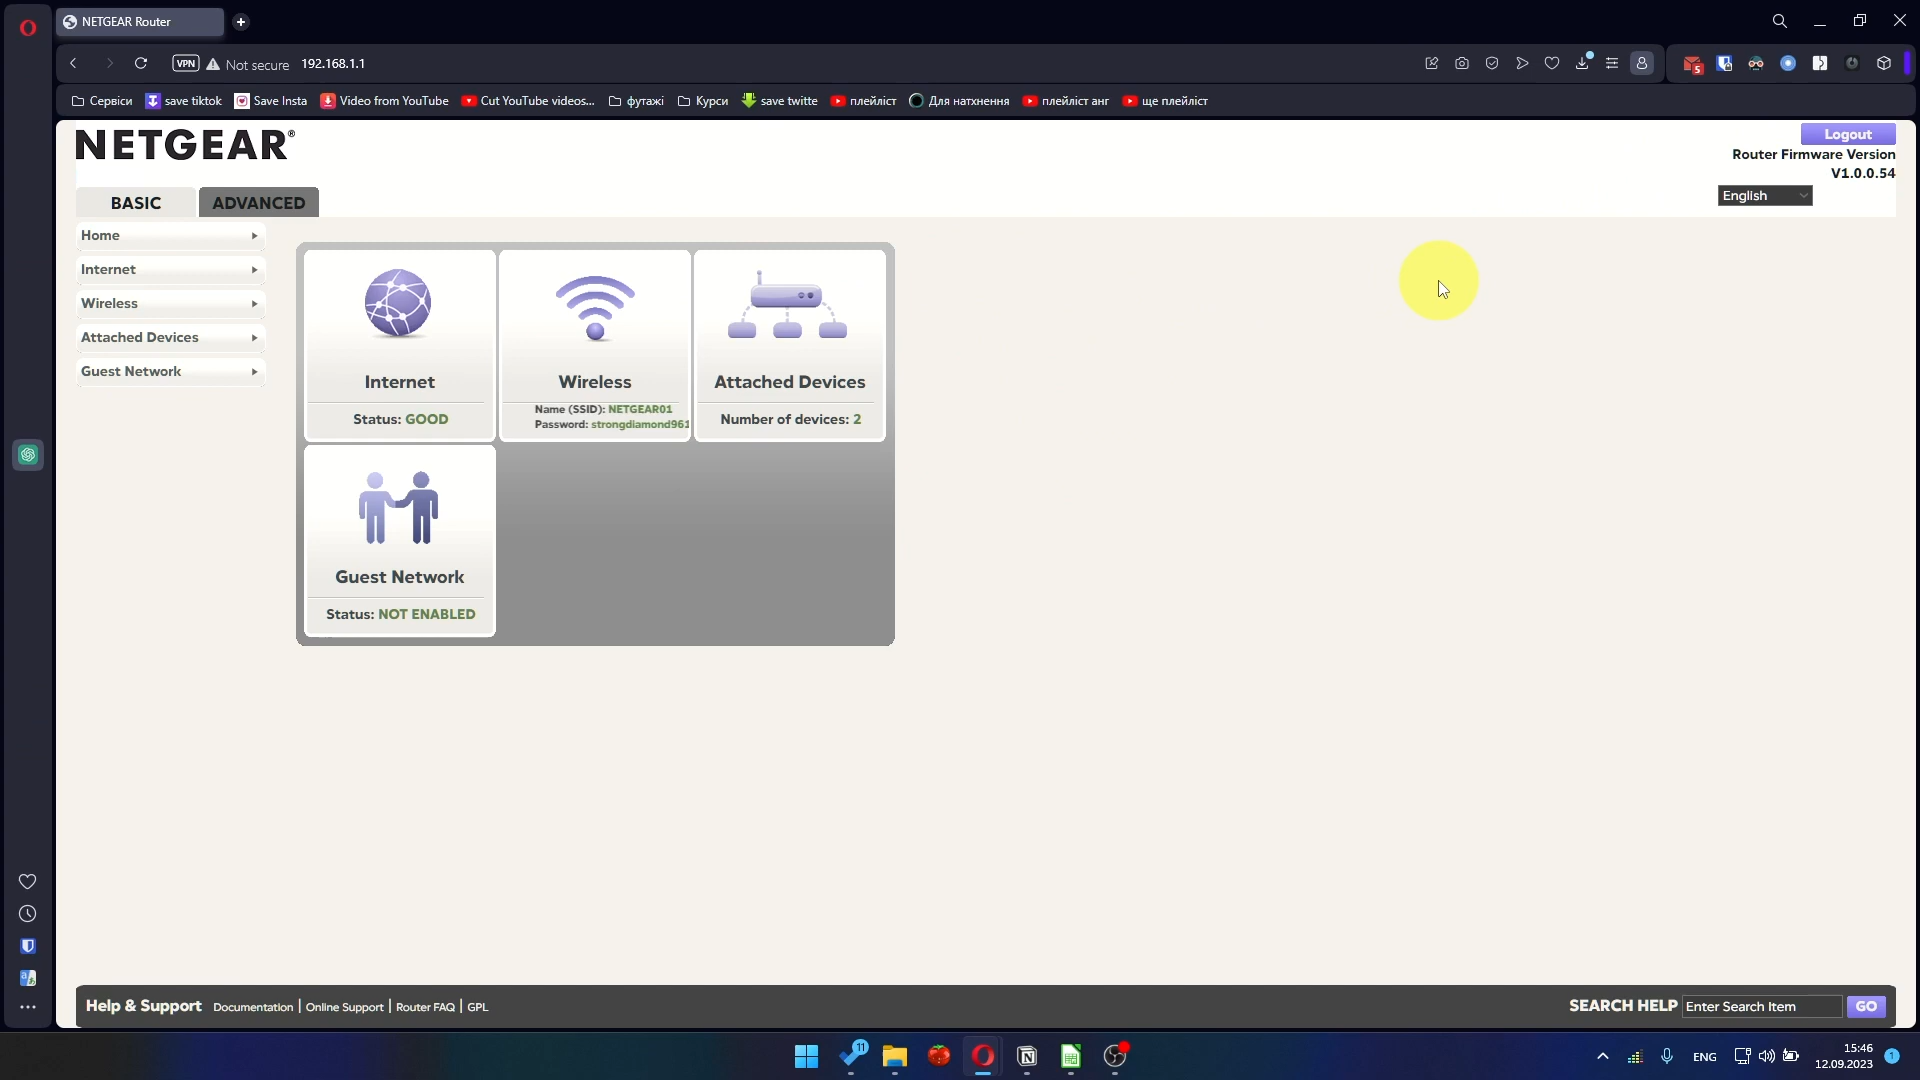 NETGEAR Router
VPN Not secure 192.168.1.1
5
Сервіси save tiktok Save Insta Video from YouTube Cut YouTube videos... футажі Курси save twitte плейліст Для натхнення плейліст анг ще плейліст
NETGEAR®
Logout
Router Firmware Version
V1.0.0.54
English
BASIC ADVANCED
Home
Internet
Wireless
Attached Devices
Guest Network
Internet
Status: GOOD
Wireless
Name (SSID): NETGEAR01
Password: strongdiamond961
Attached Devices
Number of devices: 2
Guest Network
Status: NOT ENABLED
Help & Support Documentation | Online Support | Router FAQ | GPL
SEARCH HELP Enter Search Item GO
11
ENG
15:46
12.09.2023
1